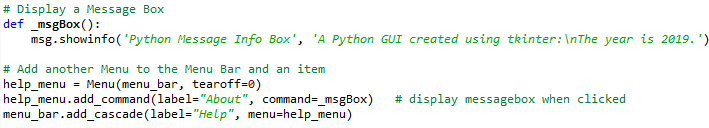 # Display a Message Box
def _msgBox():
    msg.showinfo('Python Message Info Box', 'A Python GUI created using tkinter:\nThe year is 2019.')
# Add another Menu to the Menu Bar and an item
help_menu = Menu(menu_bar, tearoff=0)
help_menu.add_command(label="About", command=_msgBox)   # display messagebox when clicked
menu_bar.add_cascade(label="Help", menu=help_menu)